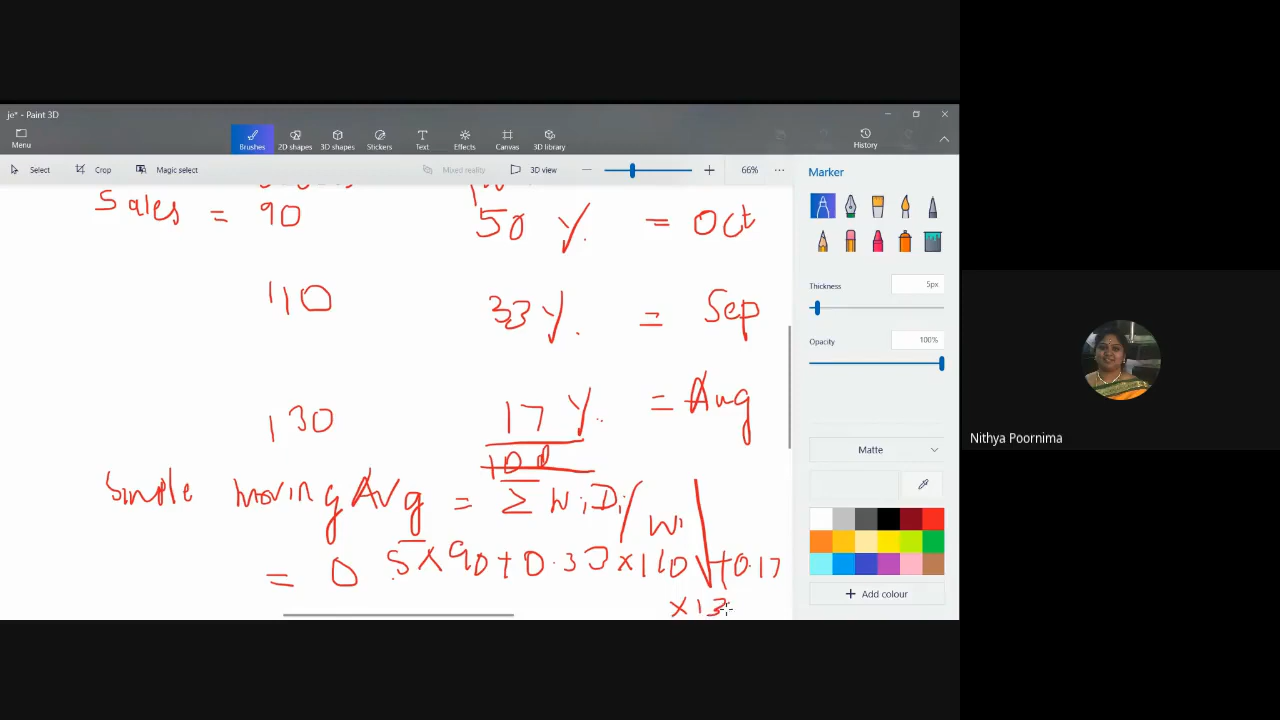 je* - Paint 3D
Menu
Brushes 2D shapes 3D shapes Stickers Text Effects Canvas 3D library History
Select Crop Magic select Mixed reality 3D view 66%
Sales = 90 50 %. = Oct
110 33 %. = Sep
130 17 %. = Aug
100
Simple moving Avg = Σ WiDi/Wi
= 0.5 x 90 + 0.33 x 110 + 0.17
x 13
Marker
Thickness 5px
Opacity 100%
Matte
Add colour
Nithya Poornima